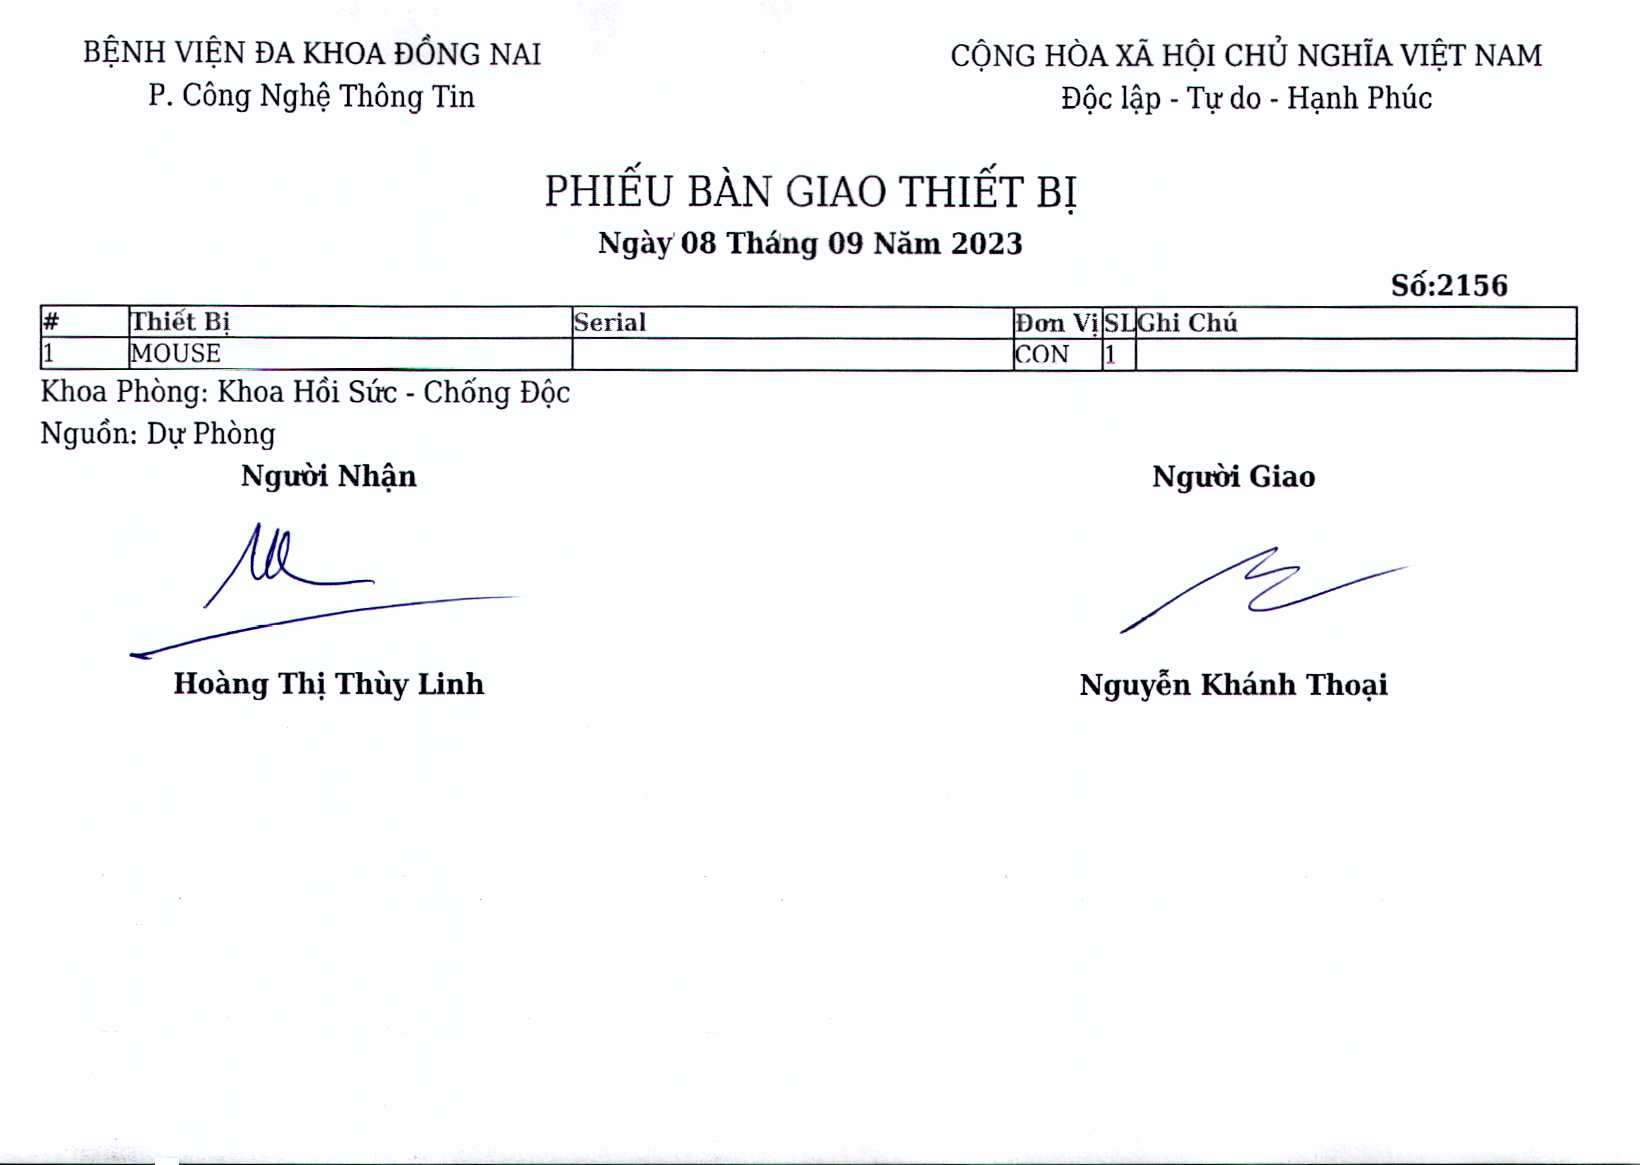 BỆNH VIỆN ĐA KHOA ĐỒNG NAI
P. Công Nghệ Thông Tin
CỘNG HÒA XÃ HỘI CHỦ NGHĨA VIỆT NAM
Độc lập - Tự do - Hạnh Phúc
PHIẾU BÀN GIAO THIẾT BỊ
Ngày 08 Tháng 09 Năm 2023
Số:2156
# Thiết Bị Serial Đơn Vị SL Ghi Chú
1 MOUSE CON 1
Khoa Phòng: Khoa Hồi Sức - Chống Độc
Nguồn: Dự Phòng
Người Nhận Người Giao
Hoàng Thị Thùy Linh Nguyễn Khánh Thoại